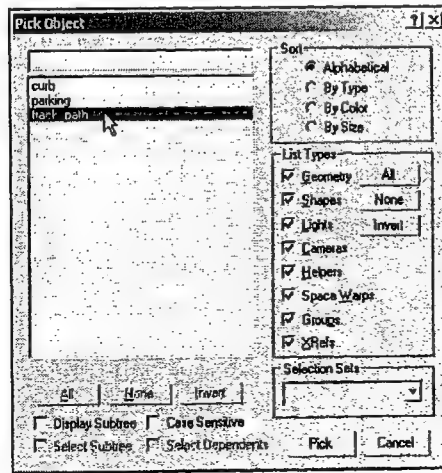 Pick Object
curb
parking
track_path
All None Invert
Display Subtree Case Sensitive
Select Subtree Select Dependents
Sort
Alphabetical
By Type
By Color
By Size
List Types
Geometry All
Shapes None
Lights Invert
Cameras
Helpers
Space Warps
Groups
XRefs
Selection Sets
Pick Cancel